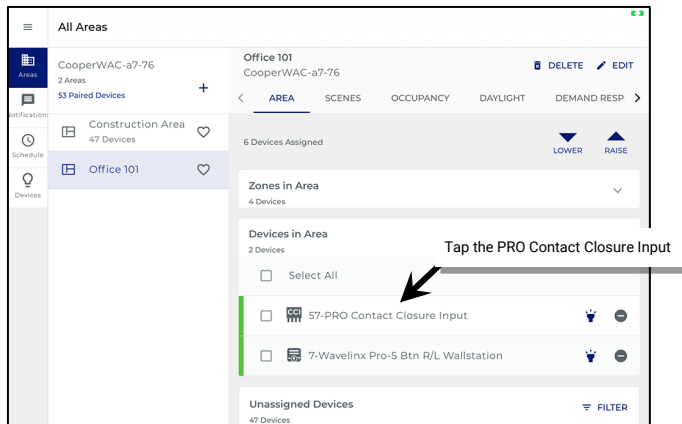 All Areas
Areas
Notifications
Schedule
Devices
CooperWAC-a7-76
2 Areas
53 Paired Devices
+
Construction Area
47 Devices
Office 101
Office 101
CooperWAC-a7-76
DELETE
EDIT
AREA SCENES OCCUPANCY DAYLIGHT DEMAND RESP
6 Devices Assigned
LOWER RAISE
Zones in Area
4 Devices
Devices in Area
2 Devices
Tap the PRO Contact Closure Input
Select All
CCI 57-PRO Contact Closure Input
7-Wavelinx Pro-5 Btn R/L Wallstation
Unassigned Devices
47 Devices
FILTER